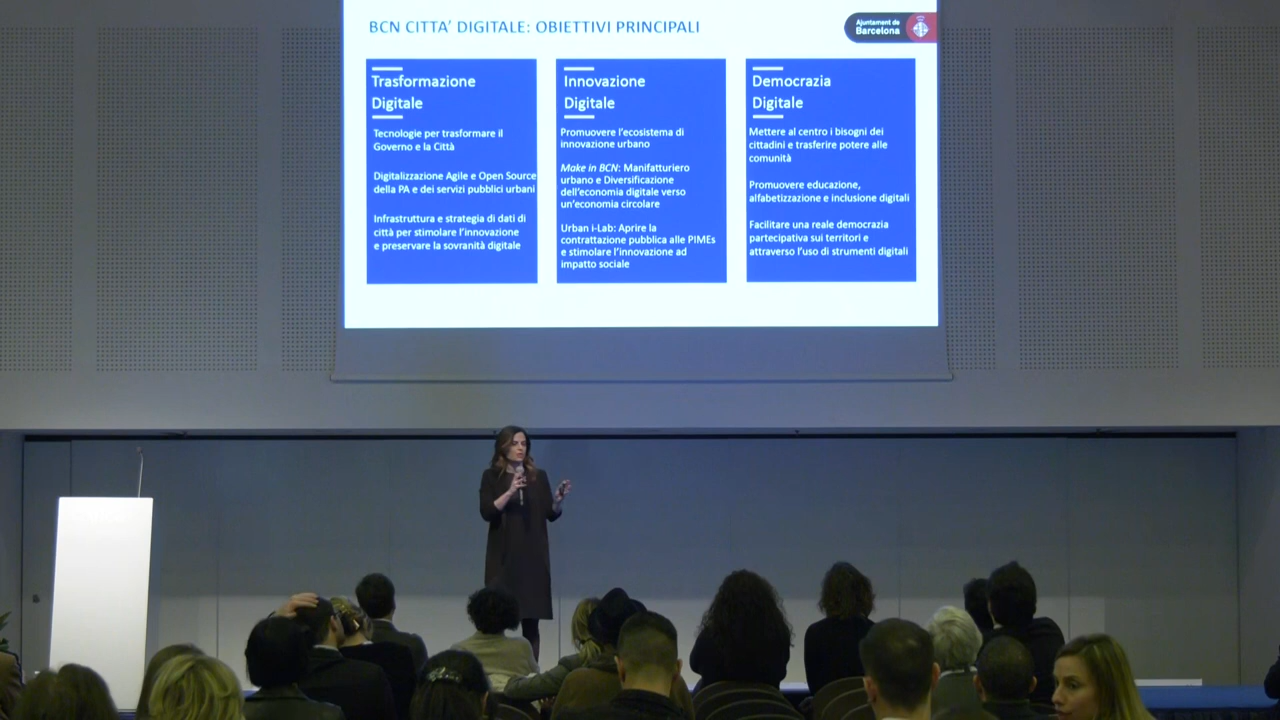 BCN CITTA' DIGITALE: OBIETTIVI PRINCIPALI
Ajuntament de
Barcelona
Trasformazione
Digitale
Tecnologie per trasformare il
Governo e la Città
Digitalizzazione Agile e Open Source
della PA e dei servizi pubblici urbani
Infrastruttura e strategia di dati di
città per stimolare l'innovazione
e preservare la sovranità digitale
Innovazione
Digitale
Promuovere l'ecosistema di
innovazione urbano
Make in BCN: Manifatturiero
urbano e Diversificazione
dell'economia digitale verso
un'economia circolare
Urban i-Lab: Aprire la
contrattazione pubblica alle PIMEs
e stimolare l'innovazione ad
impatto sociale
Democrazia
Digitale
Mettere al centro i bisogni dei
cittadini e trasferire potere alle
comunità
Promuovere educazione,
alfabetizzazione e inclusione digitali
Facilitare una reale democrazia
partecipativa sui territori e
attraverso l'uso di strumenti digitali